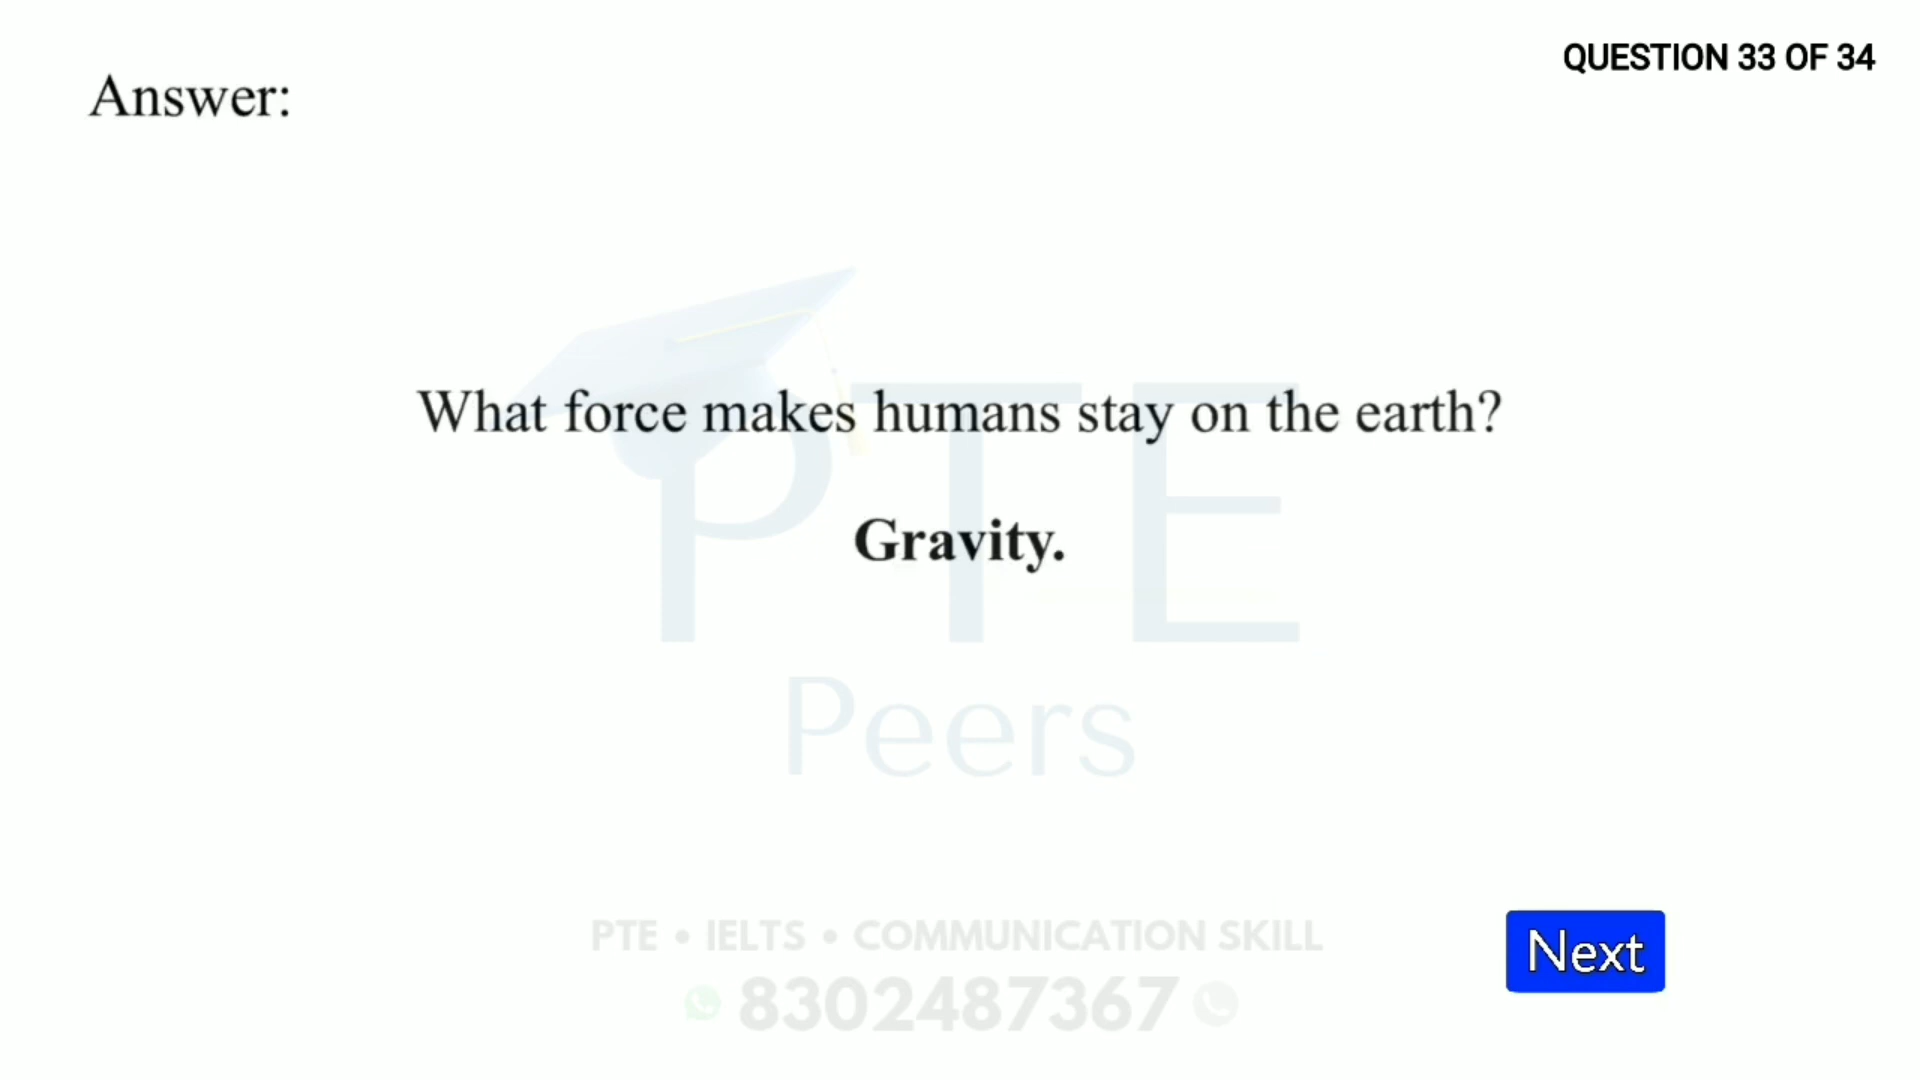 QUESTION 33 OF 34
Answer:
What force makes humans stay on the earth?
Gravity.
PTE
Peers
PTE • IELTS • COMMUNICATION SKILL
8302487367
Next